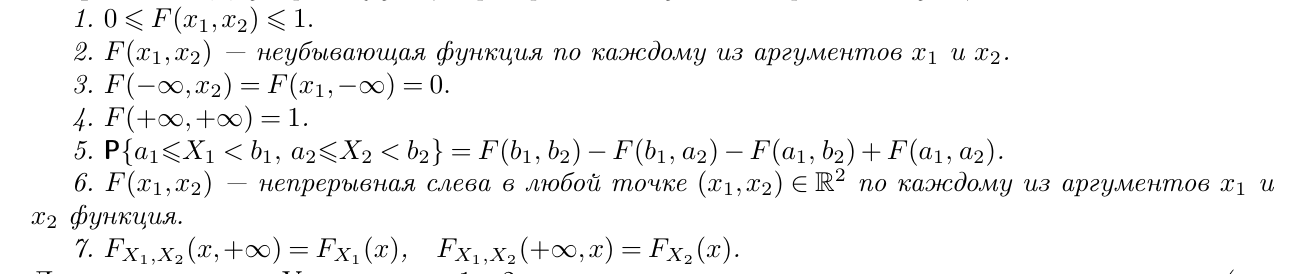 1. 0 ⩽ F(x₁, x₂) ⩽ 1.
2. F(x₁, x₂) — неубывающая функция по каждому из аргументов x₁ и x₂.
3. F(−∞, x₂) = F(x₁, −∞) = 0.
4. F(+∞, +∞) = 1.
5. P{a₁ ⩽ X₁ < b₁, a₂ ⩽ X₂ < b₂} = F(b₁, b₂) − F(b₁, a₂) − F(a₁, b₂) + F(a₁, a₂).
6. F(x₁, x₂) — непрерывная слева в любой точке (x₁, x₂) ∈ ℝ² по каждому из аргументов x₁ и
x₂ функция.
7. F_{X₁,X₂}(x, +∞) = F_{X₁}(x), F_{X₁,X₂}(+∞, x) = F_{X₂}(x).